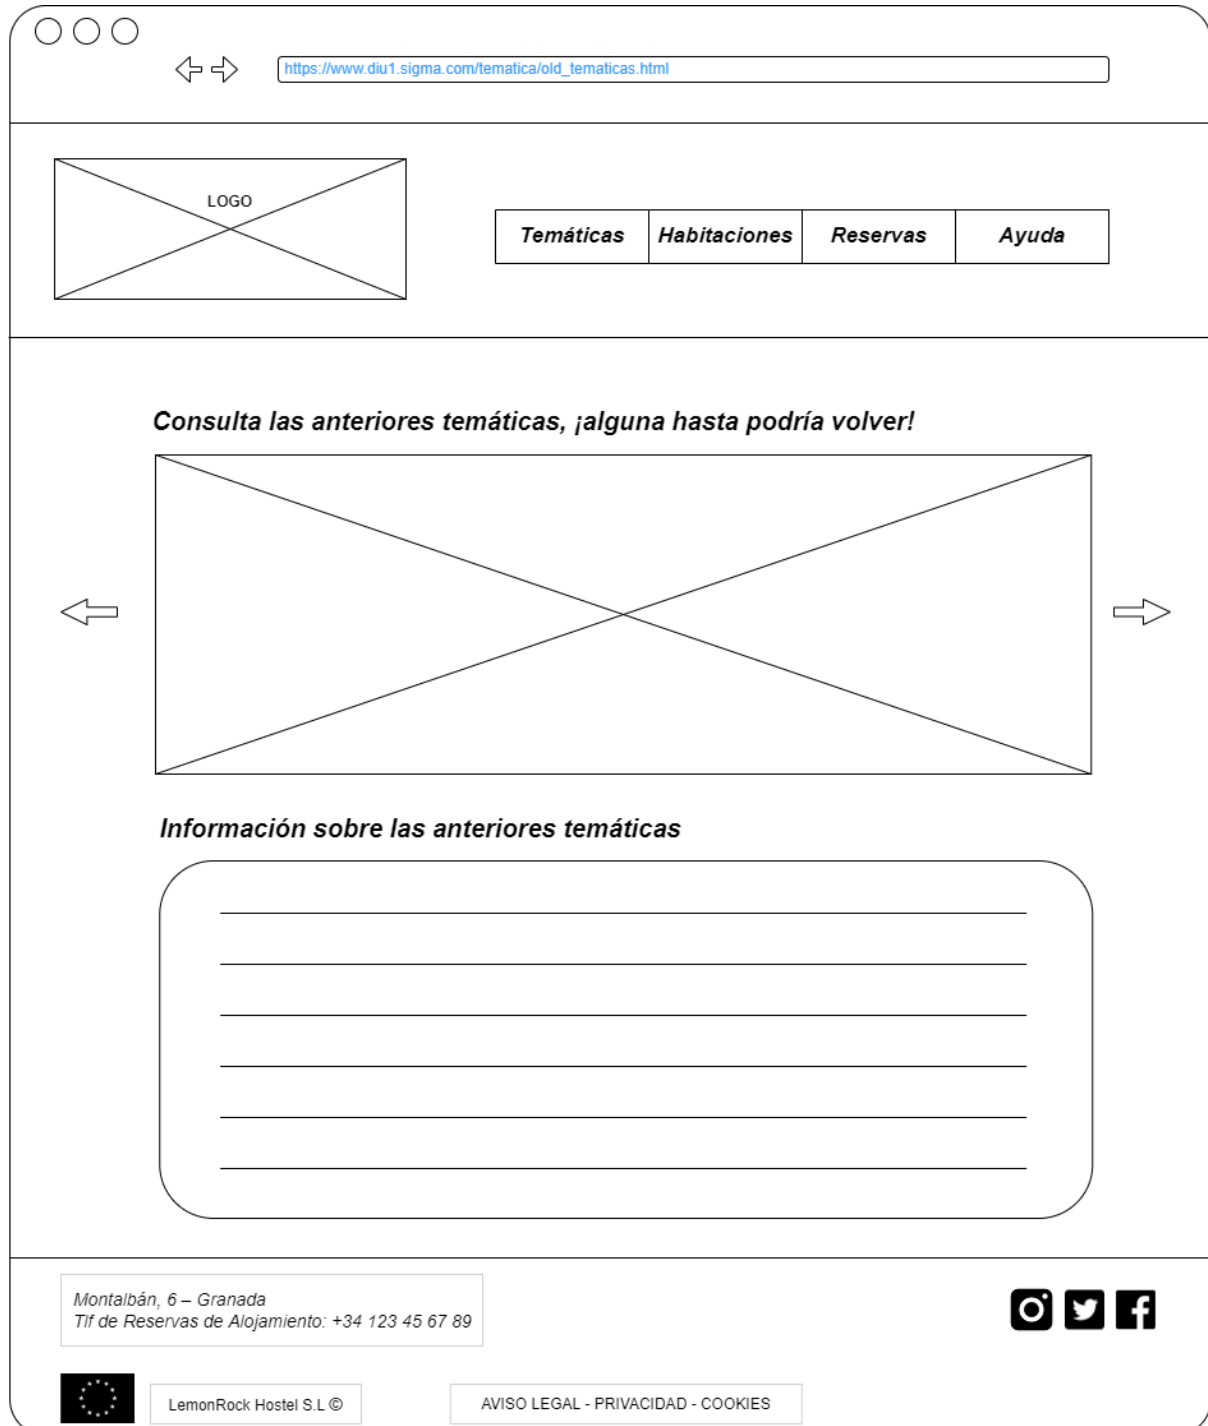 https://www.diu1.sigma.com/tematica/old_tematicas.html
LOGO
Temáticas Habitaciones Reservas Ayuda
Consulta las anteriores temáticas, ¡alguna hasta podría volver!
Información sobre las anteriores temáticas
Montalbán, 6 – Granada
Tlf de Reservas de Alojamiento: +34 123 45 67 89
LemonRock Hostel S.L ©
AVISO LEGAL - PRIVACIDAD - COOKIES